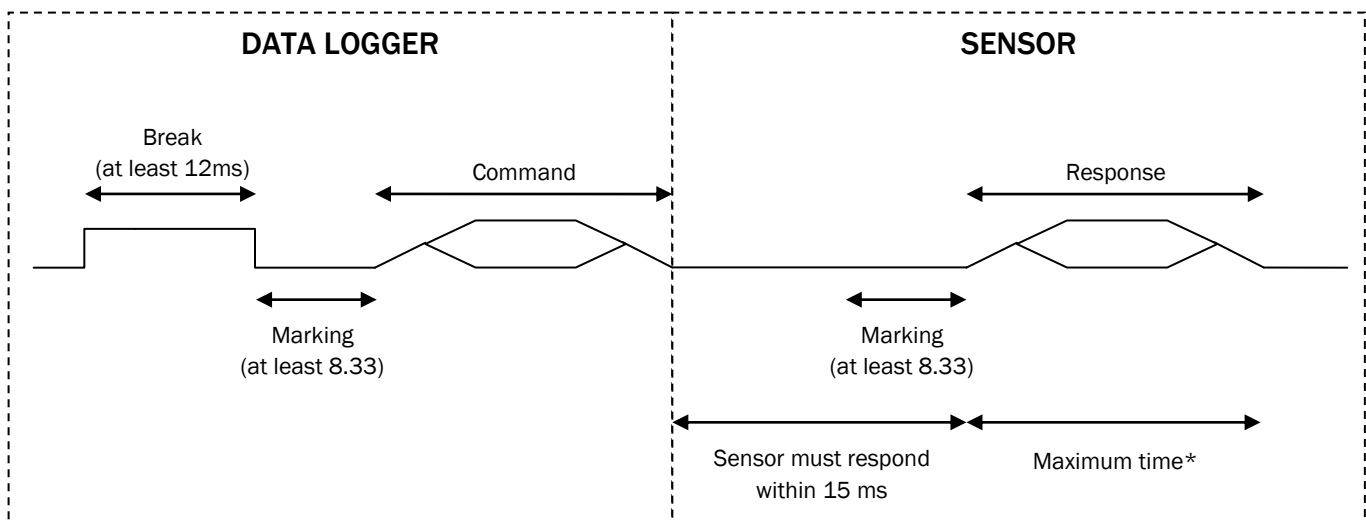 DATA LOGGER
SENSOR
Break
(at least 12ms)
Command
Response
Marking
(at least 8.33)
Marking
(at least 8.33)
Sensor must respond
within 15 ms
Maximum time*